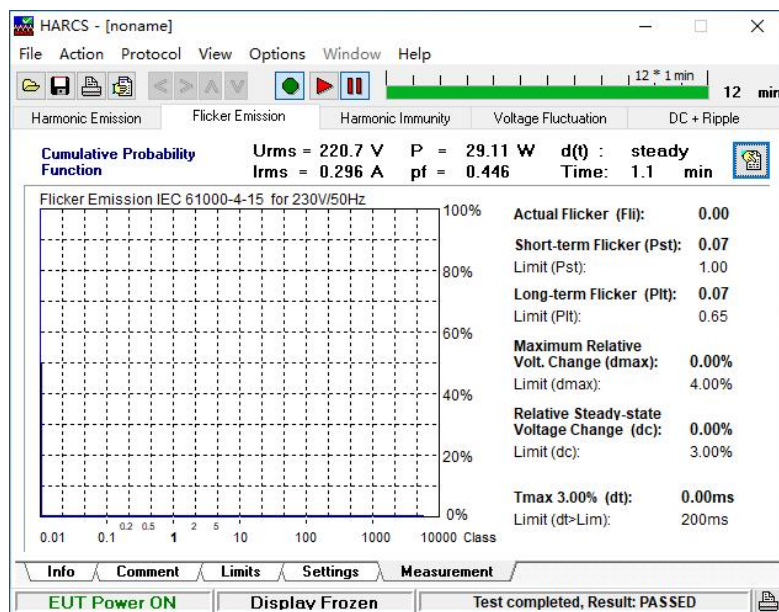 HARCS - [noname]
File Action Protocol View Options Window Help
12 * 1 min
12 min
Harmonic Emission Flicker Emission Harmonic Immunity Voltage Fluctuation DC + Ripple
Cumulative Probability Function
Urms = 220.7 V P = 29.11 W d(t) : steady
Irms = 0.296 A pf = 0.446 Time: 1.1 min
Flicker Emission IEC 61000-4-15 for 230V/50Hz
100%
80%
60%
40%
20%
0%
0.01 0.1 0.2 0.5 1 2 5 10 100 1000 10000 Class
Actual Flicker (Fli): 0.00
Short-term Flicker (Pst): 0.07
Limit (Pst): 1.00
Long-term Flicker (Plt): 0.07
Limit (Plt): 0.65
Maximum Relative
Volt. Change (dmax): 0.00%
Limit (dmax): 4.00%
Relative Steady-state
Voltage Change (dc): 0.00%
Limit (dc): 3.00%
Tmax 3.00% (dt): 0.00ms
Limit (dt>Lim): 200ms
Info Comment Limits Settings Measurement
EUT Power ON Display Frozen Test completed, Result: PASSED